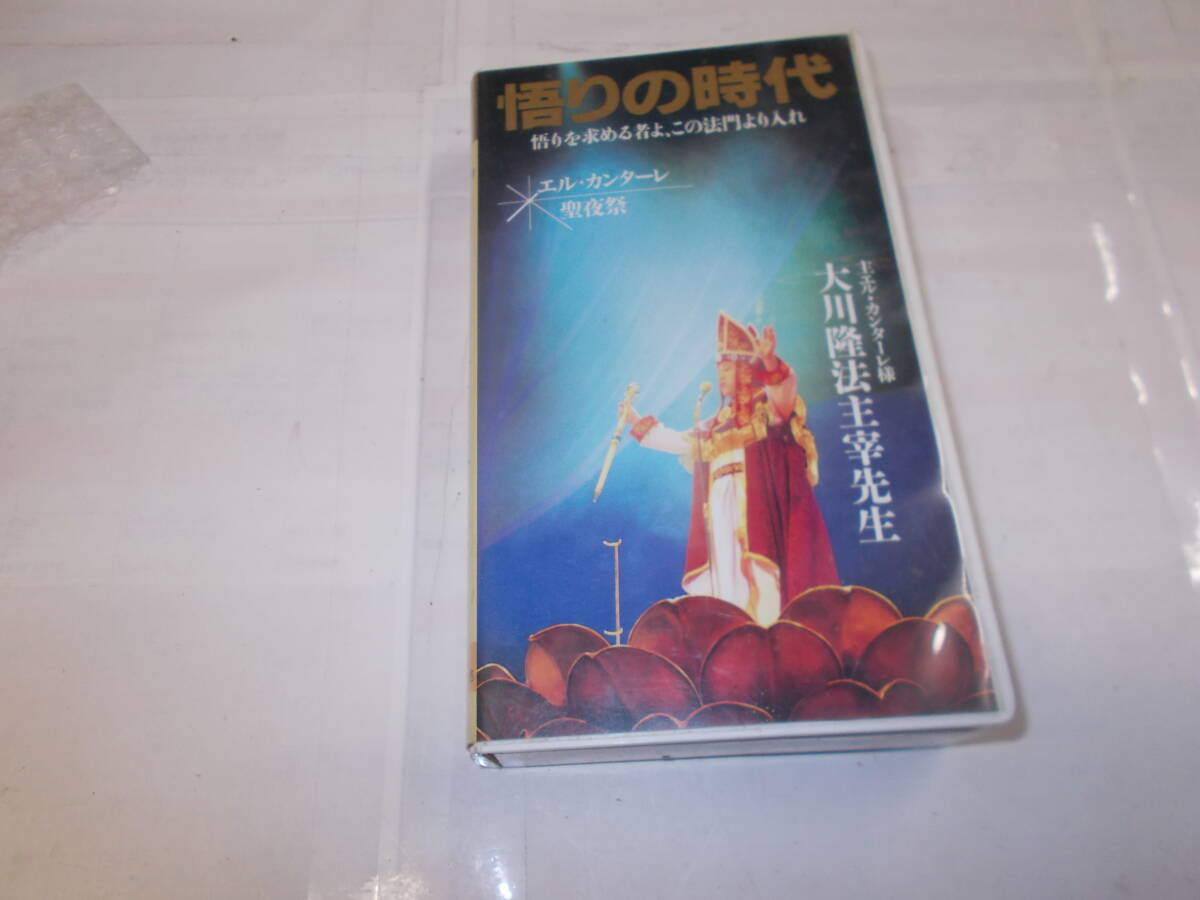 悟りの時代
悟りを求める者よ、この法門より入れ
エル・カンターレ
聖夜祭
主エル・カンターレ様
大川隆法主宰先生